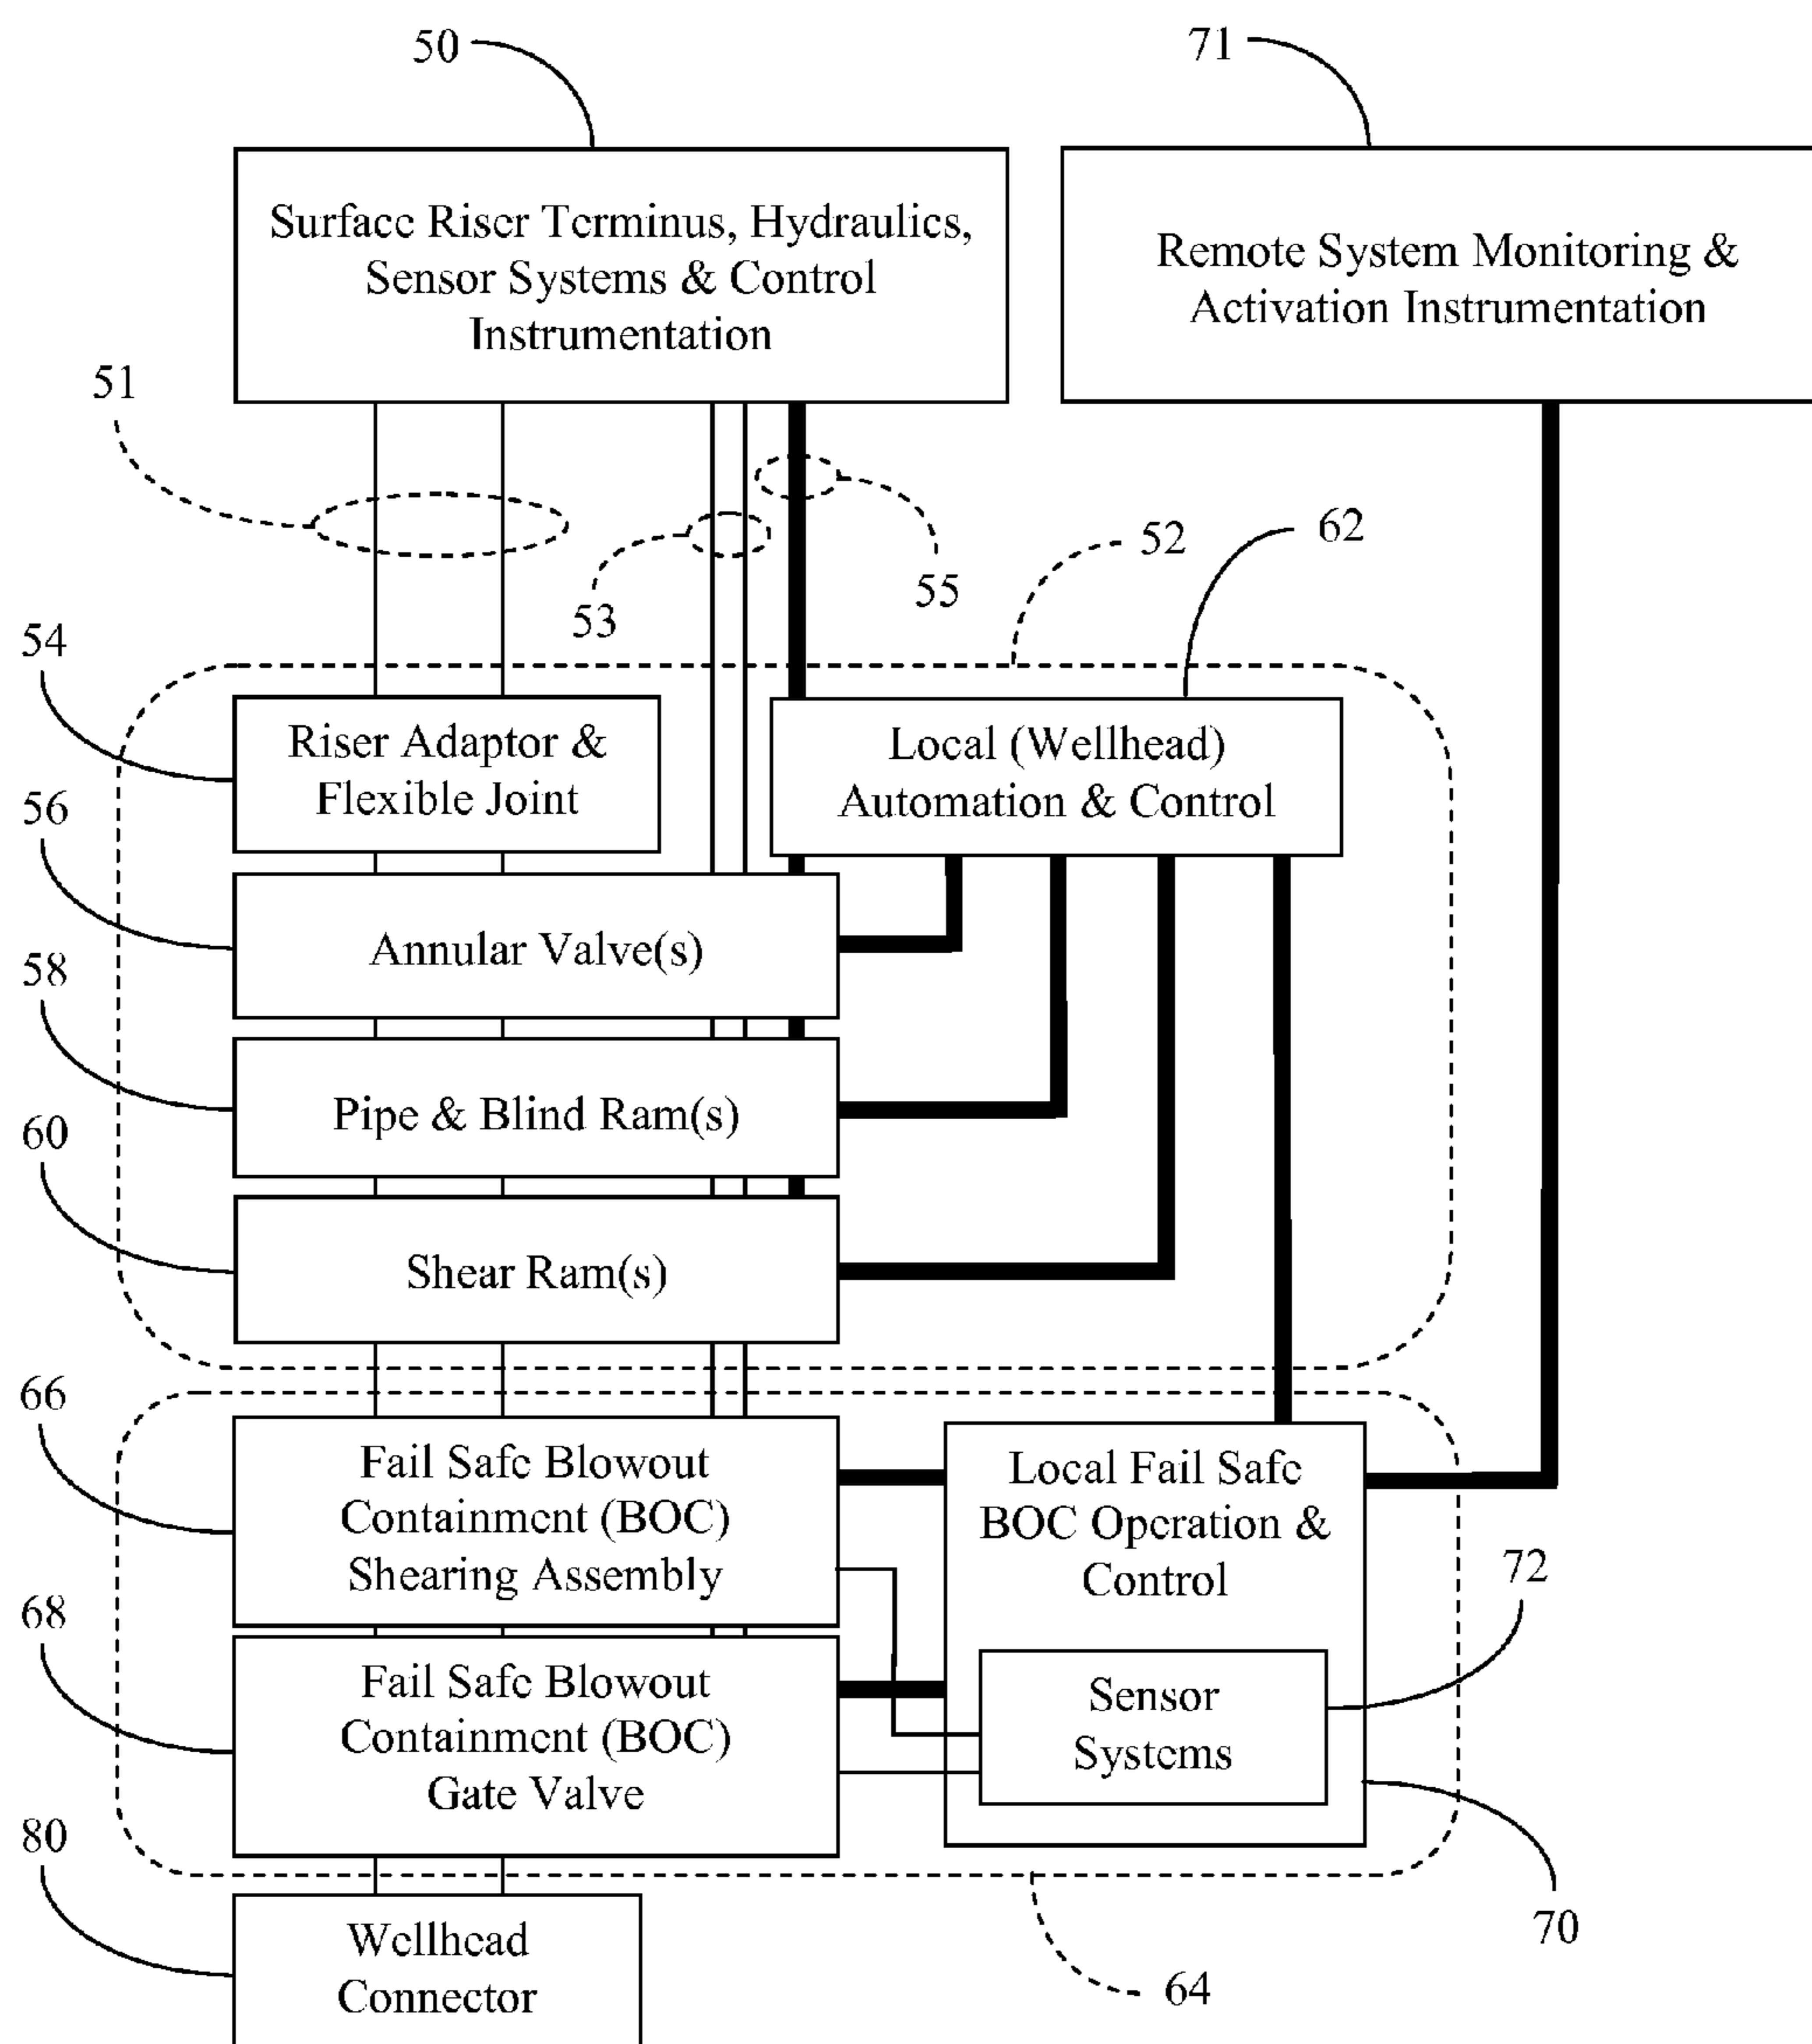 50
71
Surface Riser Terminus, Hydraulics,
Sensor Systems & Control
Instrumentation
Remote System Monitoring &
Activation Instrumentation
51
53
55
52
62
54
Riser Adaptor &
Flexible Joint
Local (Wellhead)
Automation & Control
56
Annular Valve(s)
58
Pipe & Blind Ram(s)
60
Shear Ram(s)
66
Fail Safe Blowout
Containment (BOC)
Shearing Assembly
Local Fail Safe
BOC Operation &
Control
72
68
Fail Safe Blowout
Containment (BOC)
Gate Valve
Sensor
Systems
80
Wellhead
Connector
70
64